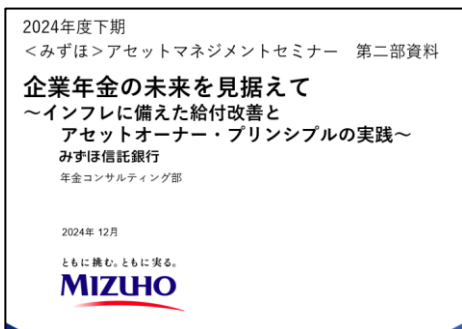 2024年度下期
＜みずほ＞アセットマネジメントセミナー　第二部資料
企業年金の未来を見据えて
～インフレに備えた給付改善と
アセットオーナー・プリンシプルの実践～
みずほ信託銀行
年金コンサルティング部
2024年 12月
ともに挑む。ともに実る。
MIZUHO